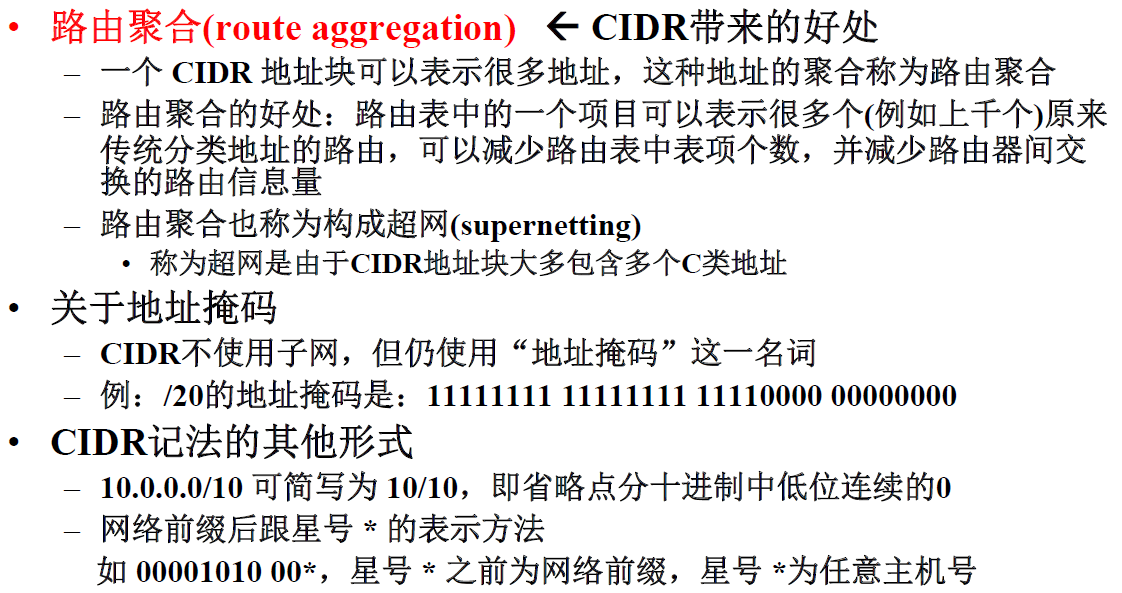 • 路由聚合(route aggregation) ← CIDR带来的好处
– 一个 CIDR 地址块可以表示很多地址，这种地址的聚合称为路由聚合
– 路由聚合的好处：路由表中的一个项目可以表示很多个(例如上千个)原来
传统分类地址的路由，可以减少路由表中表项个数，并减少路由器间交
换的路由信息量
– 路由聚合也称为构成超网(supernetting)
• 称为超网是由于CIDR地址块大多包含多个C类地址
• 关于地址掩码
– CIDR不使用子网，但仍使用“地址掩码”这一名词
– 例：/20的地址掩码是：11111111 11111111 11110000 00000000
• CIDR记法的其他形式
– 10.0.0.0/10 可简写为 10/10，即省略点分十进制中低位连续的0
– 网络前缀后跟星号 * 的表示方法
如 00001010 00*，星号 * 之前为网络前缀，星号 *为任意主机号